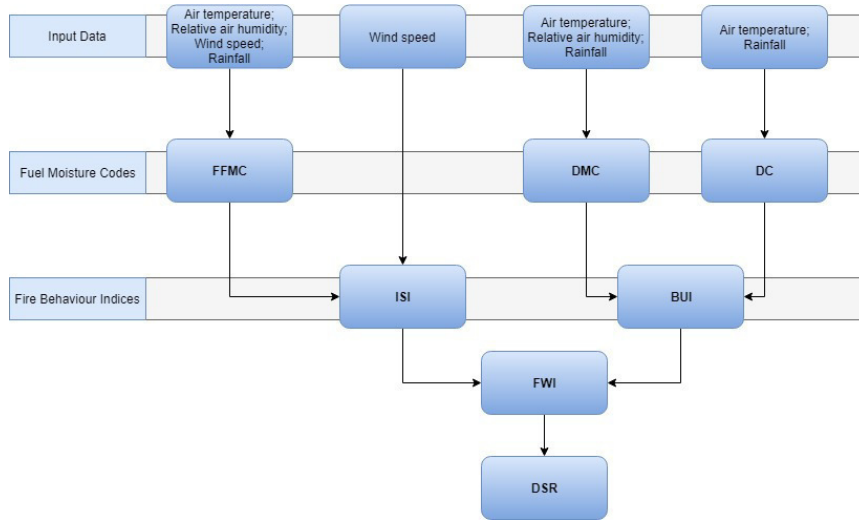 Input Data
Air temperature;
Relative air humidity;
Wind speed;
Rainfall
Wind speed
Air temperature;
Relative air humidity;
Rainfall
Air temperature;
Rainfall
Fuel Moisture Codes
FFMC
DMC
DC
Fire Behaviour Indices
ISI
BUI
FWI
DSR